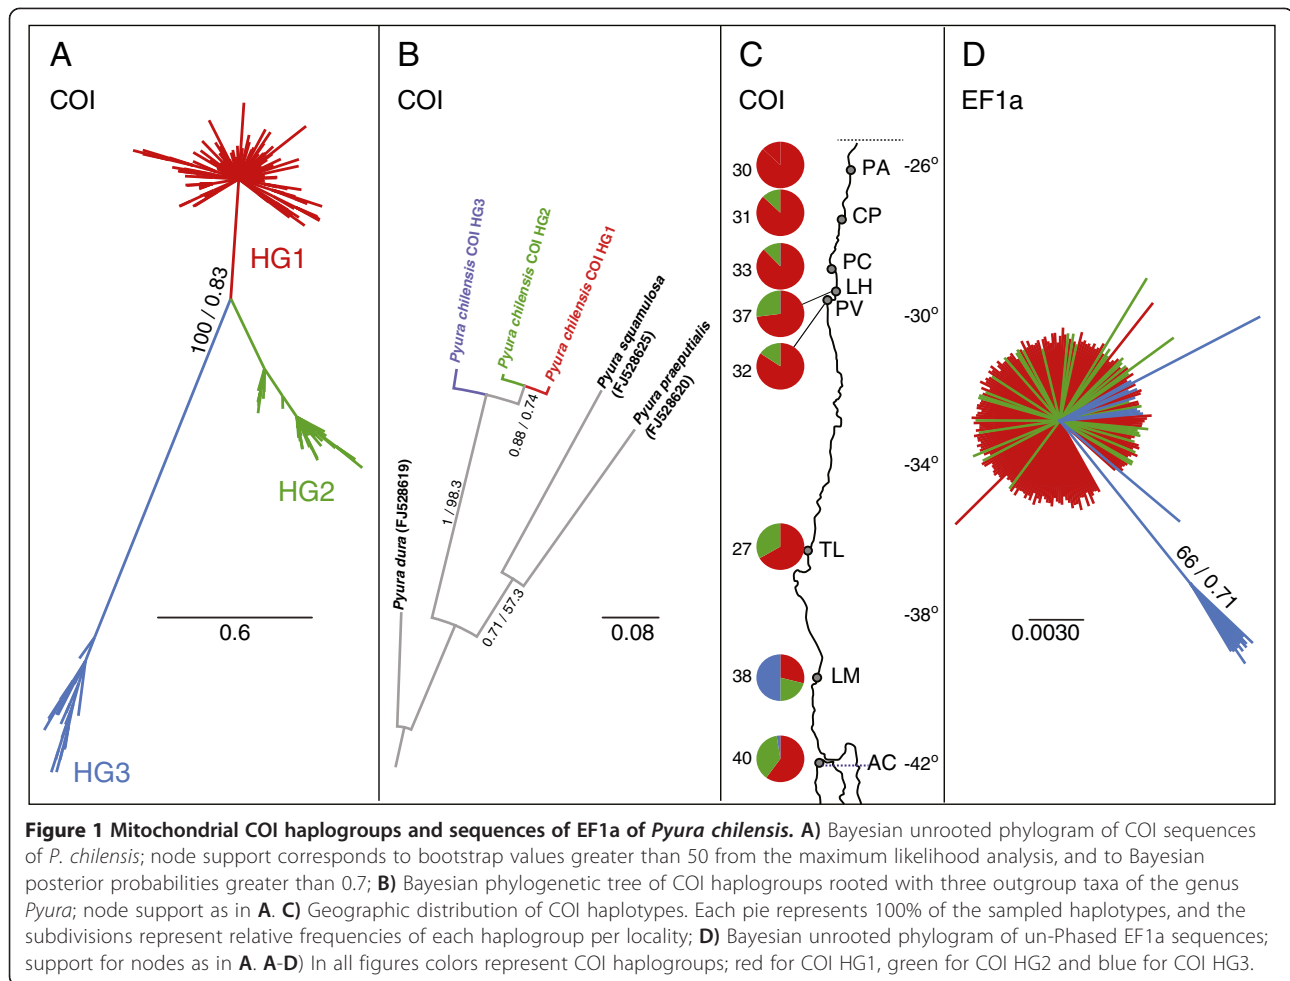 A
COI
HG1
100 / 0.83
HG2
0.6
HG3
B
COI
Pyura chilensis COI HG3
Pyura chilensis COI HG2
Pyura chilensis COI HG1
Pyura squamulosa
(FJ528625)
Pyura praeputialis
(FJ528620)
0.88 / 0.74
1 / 98.3
Pyura dura (FJ528619)
0.71 / 57.3
0.08
C
COI
30
PA
-26º
31
CP
33
PC
LH
37
PV
-30º
32
-34º
27
TL
-38º
38
LM
40
AC
-42º
D
EF1a
66 / 0.71
0.0030
Figure 1 Mitochondrial COI haplogroups and sequences of EF1a of Pyura chilensis. A) Bayesian unrooted phylogram of COI sequences
of P. chilensis; node support corresponds to bootstrap values greater than 50 from the maximum likelihood analysis, and to Bayesian
posterior probabilities greater than 0.7; B) Bayesian phylogenetic tree of COI haplogroups rooted with three outgroup taxa of the genus
Pyura; node support as in A. C) Geographic distribution of COI haplotypes. Each pie represents 100% of the sampled haplotypes, and the
subdivisions represent relative frequencies of each haplogroup per locality; D) Bayesian unrooted phylogram of un-Phased EF1a sequences;
support for nodes as in A. A-D) In all figures colors represent COI haplogroups; red for COI HG1, green for COI HG2 and blue for COI HG3.